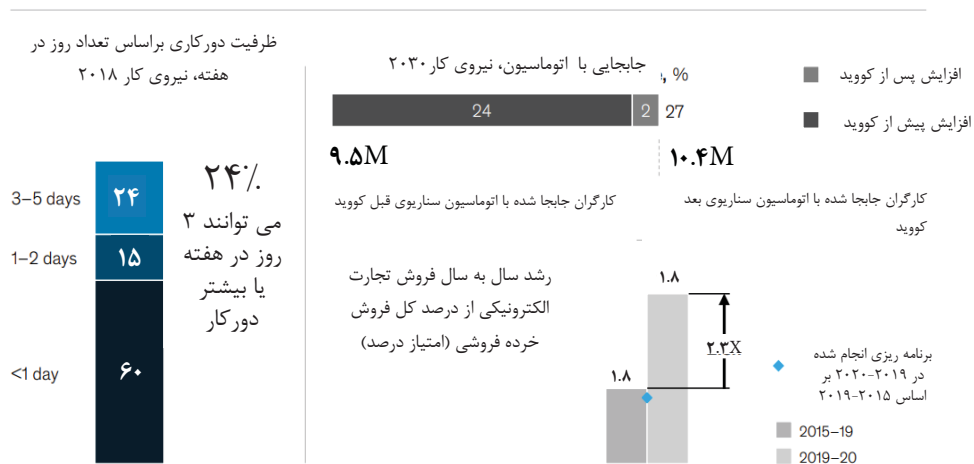 ظرفیت دورکاری براساس تعداد روز در
هفته، نیروی کار ۲۰۱۸
3–5 days
۲۴
1–2 days
۱۵
<1 day
۶۰
۲۴٪
می توانند ۳
روز در هفته
یا بیشتر
دورکار
جابجایی با اتوماسیون، نیروی کار ۲۰۳۰
, %
24
2
27
افزایش پس از کووید
افزایش پیش از کووید
۹.۵M
کارگران جابجا شده با اتوماسیون سناریوی قبل کووید
۱۰.۴M
کارگران جابجا شده با اتوماسیون سناریوی بعد
کووید
رشد سال به سال فروش تجارت
الکترونیکی از درصد کل فروش
خرده فروشی (امتیاز درصد)
۱.۸
۱.۸
۲.۳X
برنامه ریزی انجام شده
در ۲۰۱۹-۲۰۲۰ بر
اساس ۲۰۱۵-۲۰۱۹
2015–19
2019–20